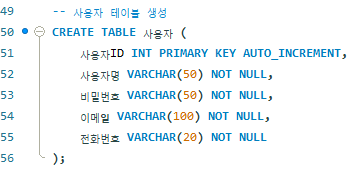 49 -- 사용자 테이블 생성
50 CREATE TABLE 사용자 (
51 사용자ID INT PRIMARY KEY AUTO_INCREMENT,
52 사용자명 VARCHAR(50) NOT NULL,
53 비밀번호 VARCHAR(50) NOT NULL,
54 이메일 VARCHAR(100) NOT NULL,
55 전화번호 VARCHAR(20) NOT NULL
56 );